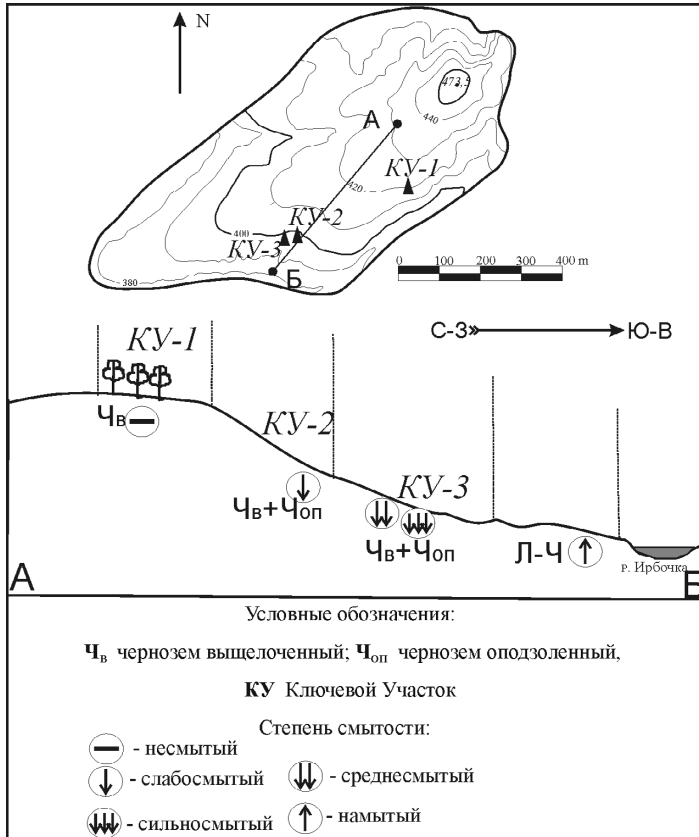 N
473,5
А
440
КУ-1
420
КУ-2
400
КУ-3
Б
380
0 100 200 300 400 m
С-З Ю-В
КУ-1
Чв
КУ-2
Чв+Чоп
КУ-3
Чв+Чоп
Л-Ч
р. Ирбочка
А
Б
Условные обозначения:
Чв чернозем выщелоченный; Чоп чернозем оподзоленный,
КУ Ключевой Участок
Степень смытости:
- несмытый
- слабосмытый
- среднесмытый
- сильносмытый
- намытый